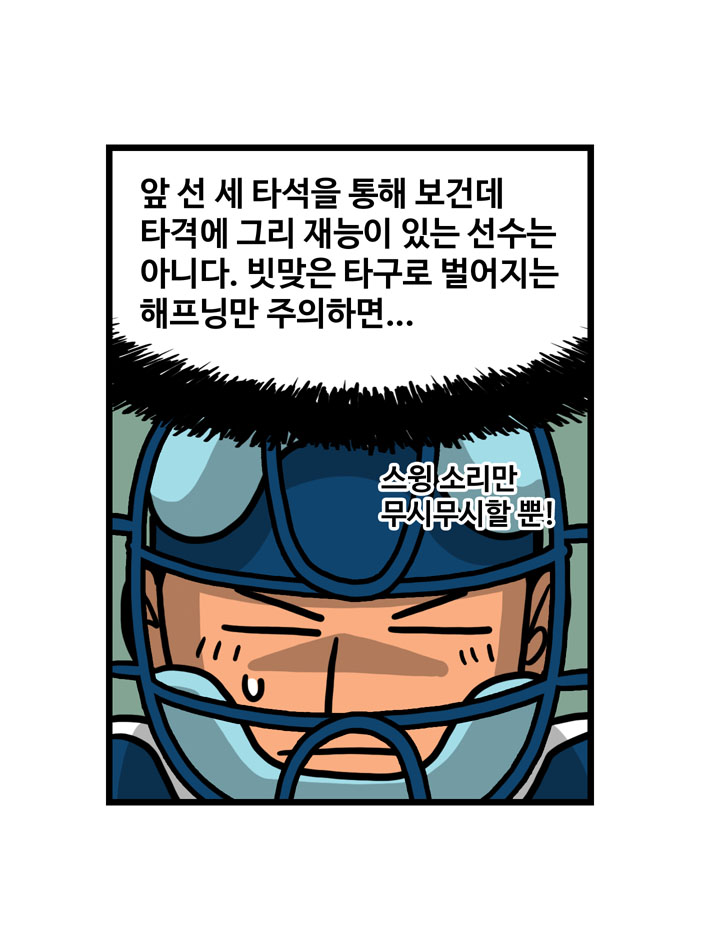 앞 선 세 타석을 통해 보건데
타격에 그리 재능이 있는 선수는
아니다. 빗맞은 타구로 벌어지는
해프닝만 주의하면...
스윙 소리만
무시무시할 뿐!